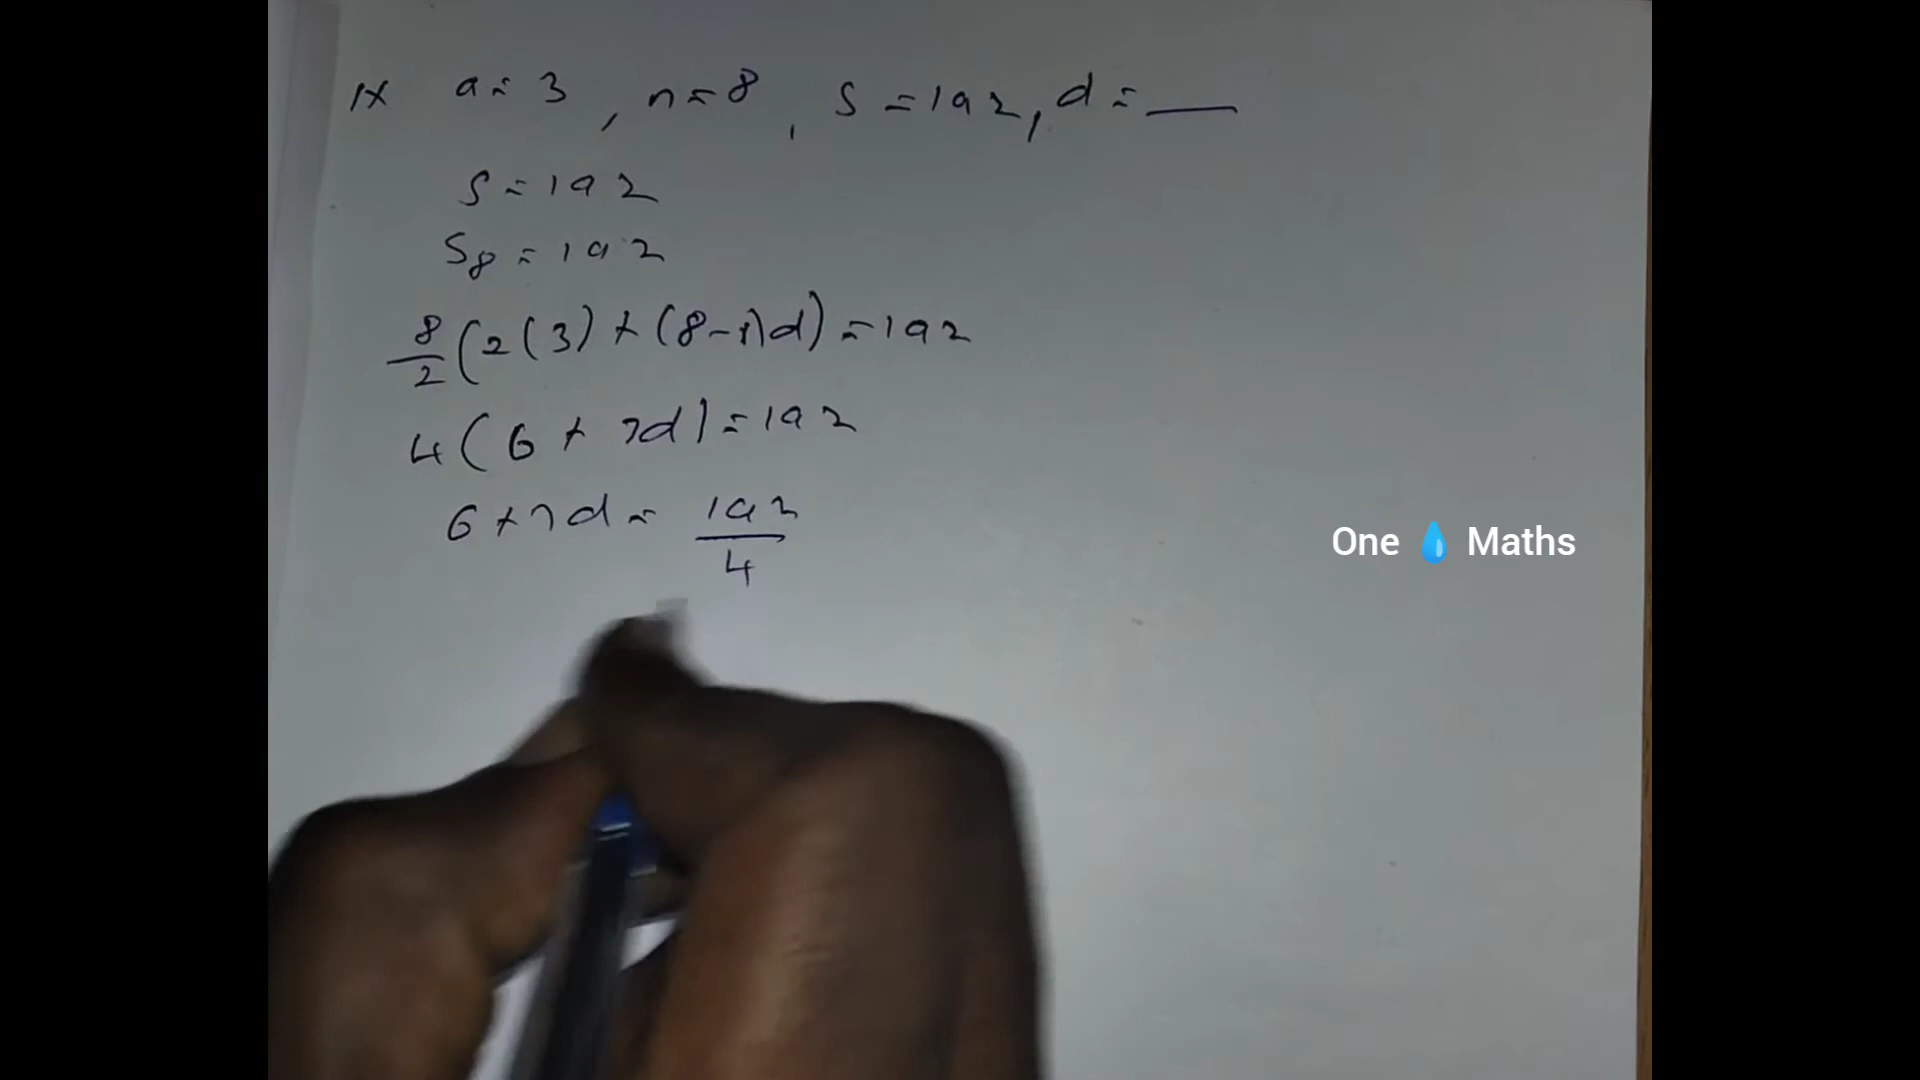 ix a = 3, n = 8, S = 192, d = ___
S = 192
S₈ = 192
8/2 (2(3) + (8-1)d) = 192
4(6 + 7d) = 192
6 + 7d = 192/4
One 💧 Maths